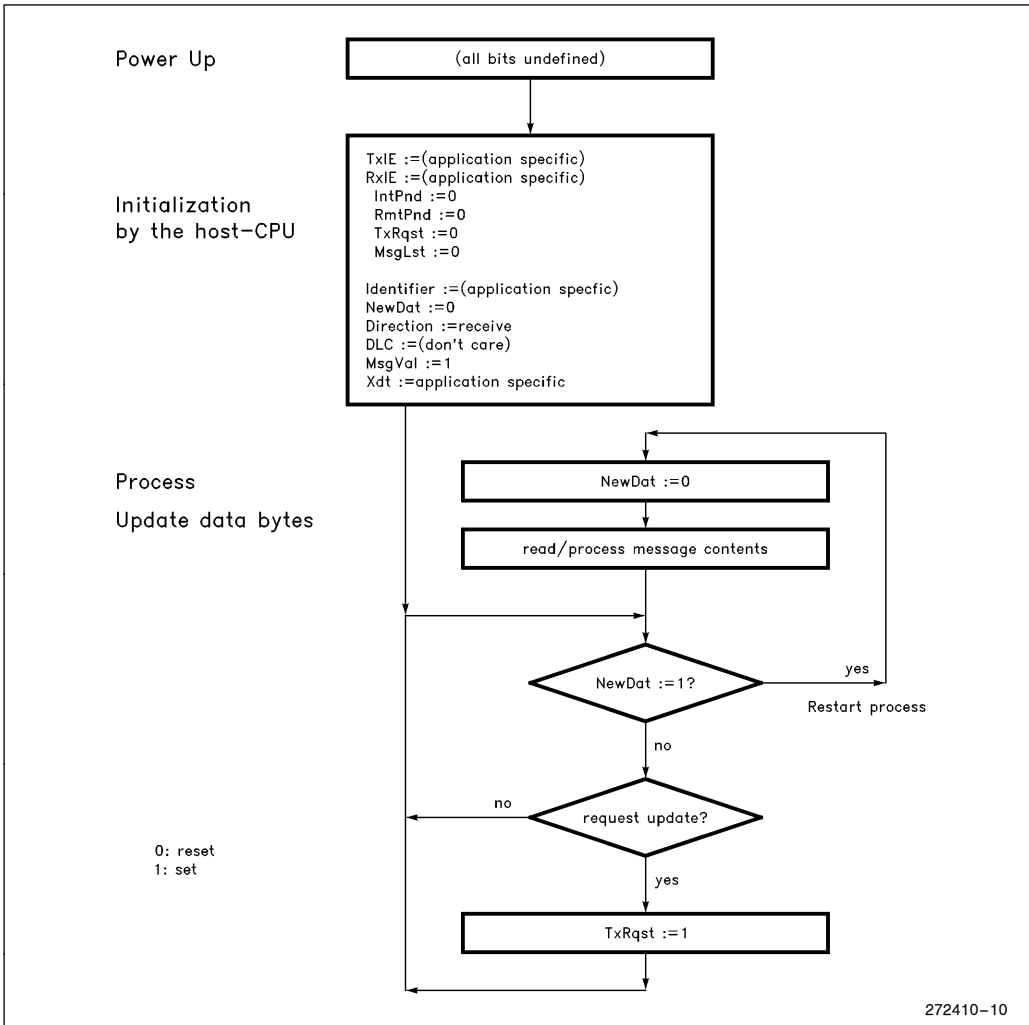 Power Up
(all bits undefined)
Initialization
by the host-CPU
TxIE :=(application specific)
RxIE :=(application specific)
IntPnd :=0
RmtPnd :=0
TxRqst :=0
MsgLst :=0
Identifier :=(application specfic)
NewDat :=0
Direction :=receive
DLC :=(don't care)
MsgVal :=1
Xdt :=application specific
Process
Update data bytes
NewDat :=0
read/process message contents
NewDat :=1?
yes
Restart process
no
request update?
no
yes
0: reset
1: set
TxRqst :=1
272410-10